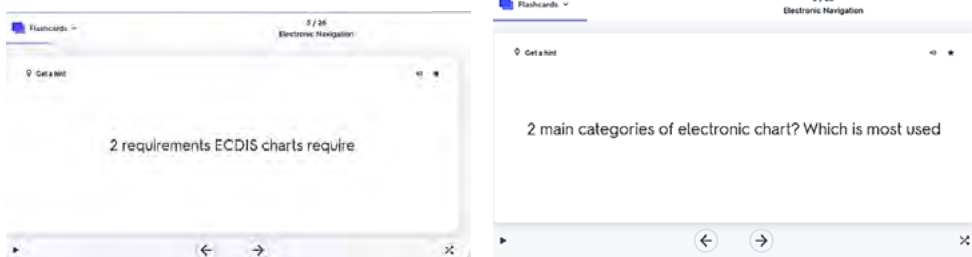 Flashcards
5 / 26
Electronic Navigation
Get a hint
2 requirements ECDIS charts require
Flashcards
Electronic Navigation
Get a hint
2 main categories of electronic chart? Which is most used